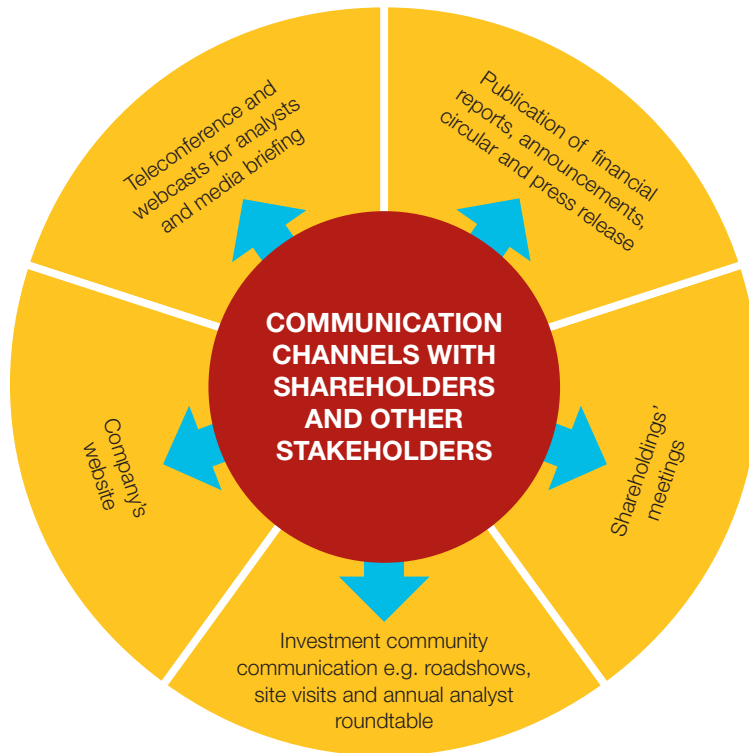 COMMUNICATION
CHANNELS WITH
SHAREHOLDERS
AND OTHER
STAKEHOLDERS
Publication of financial
reports, announcements,
circular and press release
Shareholdings’
meetings
Investment community
communication e.g. roadshows,
site visits and annual analyst
roundtable
Company’s
website
Teleconference and
webcasts for analysts
and media briefing